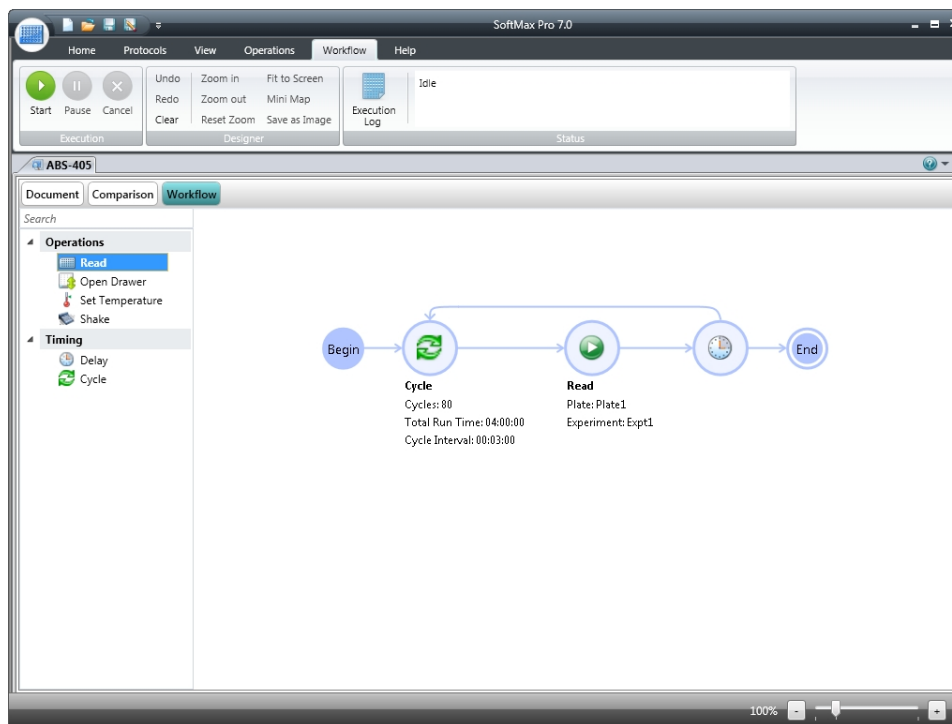 SoftMax Pro 7.0
Home Protocols View Operations Workflow Help
Undo Zoom in Fit to Screen
Idle
Redo Zoom out Mini Map
Start Pause Cancel Clear Reset Zoom Save as Image Execution Log
Execution Designer Status
ABS-405
Document Comparison Workflow
Search
Operations
Read
Open Drawer
Set Temperature
Shake
Timing
Delay
Cycle
Begin End
Cycle
Cycles: 80
Total Run Time: 04:00:00
Cycle Interval: 00:03:00
Read
Plate: Plate1
Experiment: Expt1
100% - +